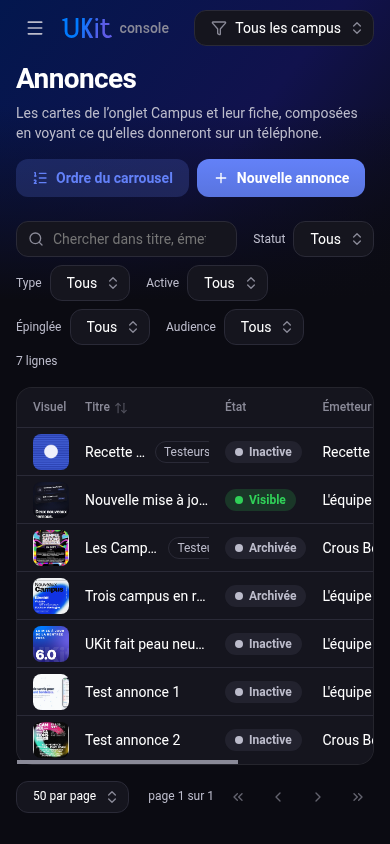 UKit console
Tous les campus
Annonces
Les cartes de l'onglet Campus et leur fiche, composées
en voyant ce qu'elles donneront sur un téléphone.
Ordre du carrousel
Nouvelle annonce
Chercher dans titre, éme
Statut Tous
Type Tous Active Tous
Épinglée Tous Audience Tous
7 lignes
Visuel Titre État Émetteur
Recette … Testeurs Inactive Recette
Nouvelle mise à jo… Visible L'équipe
Les Camp… Testeu Archivée Crous Bo
Trois campus en r… Archivée L'équipe
6.0 UKit fait peau neu… Inactive L'équipe
Test annonce 1 Inactive L'équipe
Test annonce 2 Inactive Crous Bo
50 par page page 1 sur 1